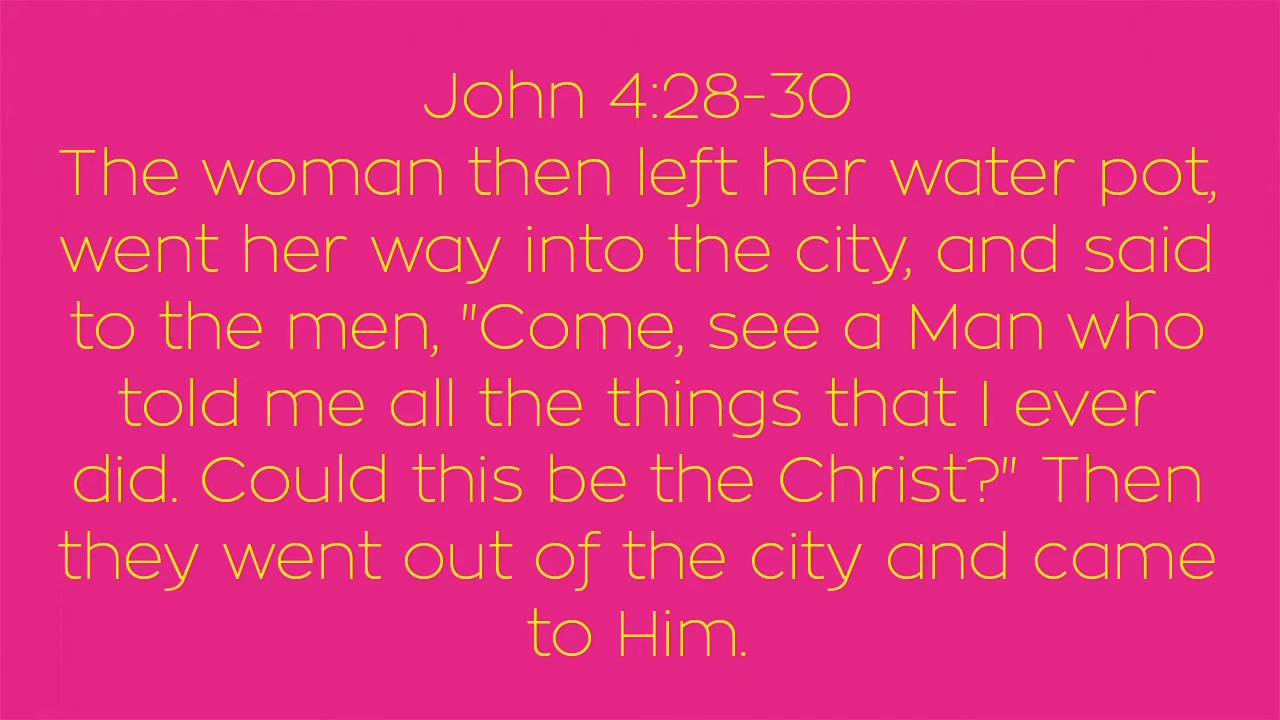 John 4:28-30
The woman then left her water pot,
went her way into the city, and said
to the men, "Come, see a Man who
told me all the things that I ever
did. Could this be the Christ?" Then
they went out of the city and came
to Him.